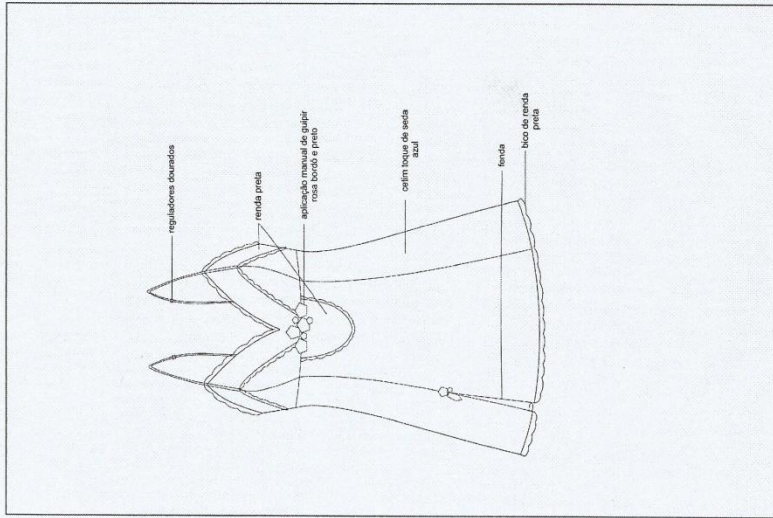 reguladores dourados
renda preta
aplicação manual de guipir
rosa bordô e preto
cetim toque de seda
azul
fenda
bico de renda
preta